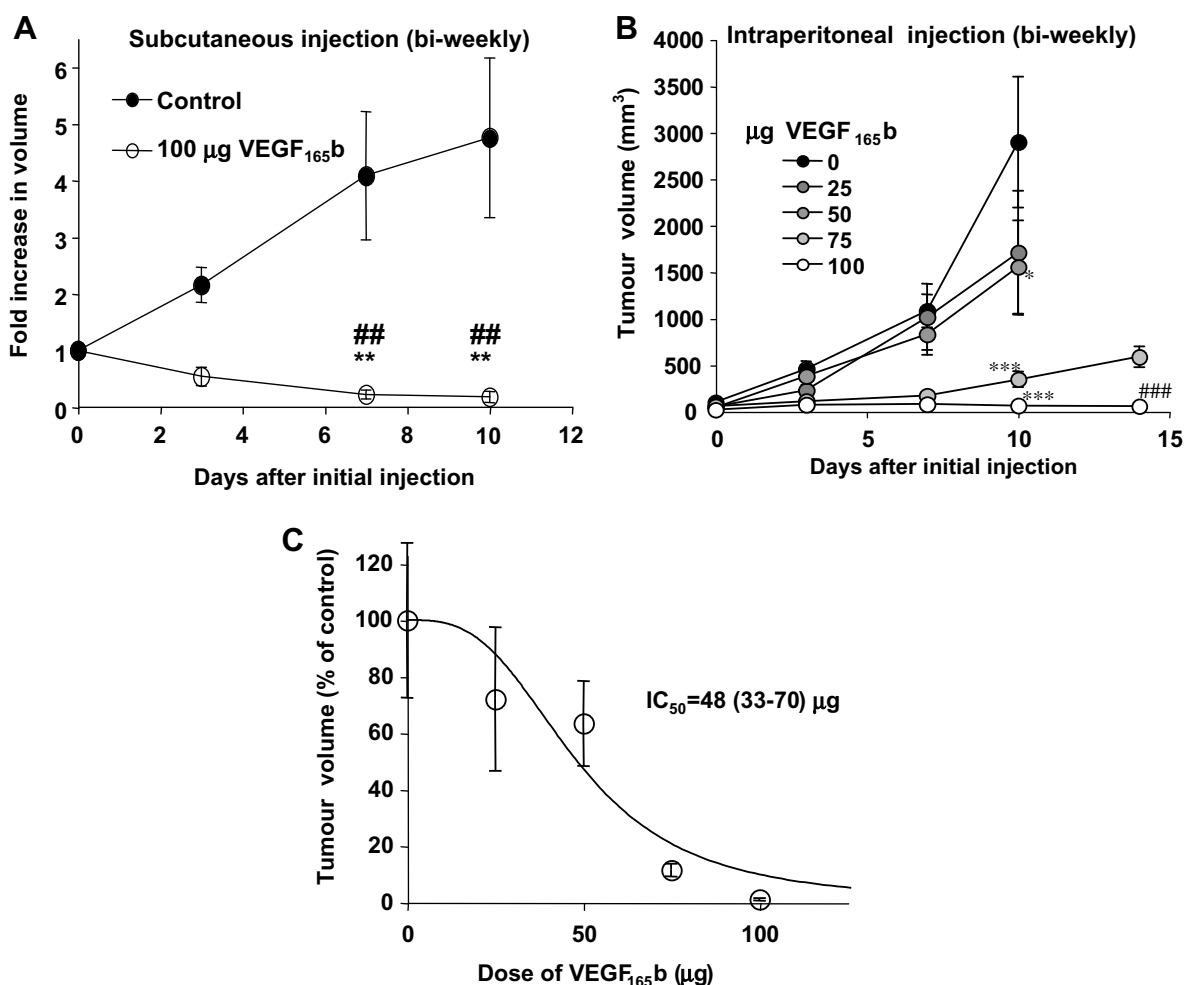 A
Subcutaneous injection (bi-weekly)
Fold increase in volume
6
5
4
3
2
1
0
Control
100 μg VEGF₁₆₅b
##
**
##
**
0 2 4 6 8 10 12
Days after initial injection
B
Intraperitoneal injection (bi-weekly)
Tumour volume (mm³)
4000
3500
3000
2500
2000
1500
1000
500
0
μg VEGF₁₆₅b
0
25
50
75
100
*
***
***
###
0 5 10 15
Days after initial injection
C
Tumour volume (% of control)
120
100
80
60
40
20
0
IC₅₀=48 (33-70) μg
0 50 100
Dose of VEGF₁₆₅b (μg)